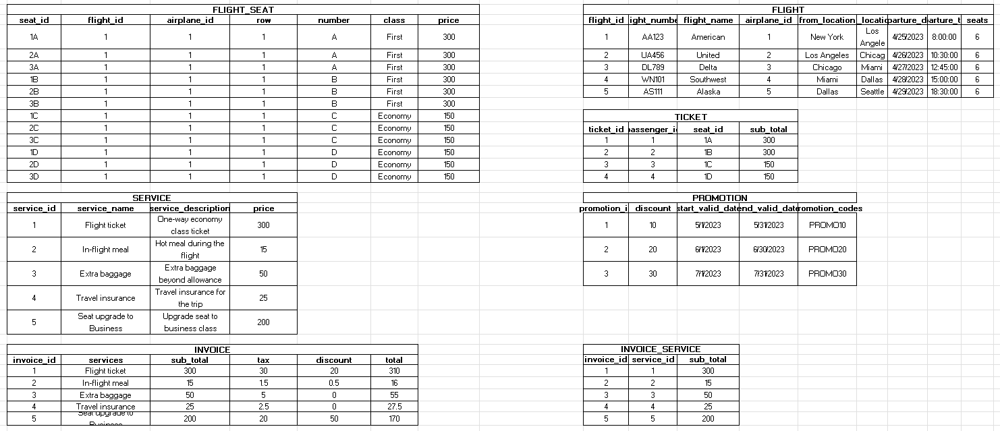 FLIGHT_SEAT
seat_id flight_id airplane_id row number class price
1A 1 1 1 A First 300
2A 1 1 1 A First 300
3A 1 1 1 A First 300
1B 1 1 1 B First 300
2B 1 1 1 B First 300
3B 1 1 1 B First 300
1C 1 1 1 C Economy 150
2C 1 1 1 C Economy 150
3C 1 1 1 C Economy 150
1D 1 1 1 D Economy 150
2D 1 1 1 D Economy 150
3D 1 1 1 D Economy 150
FLIGHT
flight_id ight_numbe flight_name airplane_id from_location _locatio parture_d arture_t seats
1 AA123 American 1 New York Los Angele 4/25/2023 8:00:00 6
2 UA456 United 2 Los Angeles Chicag 4/26/2023 10:30:00 6
3 DL789 Delta 3 Chicago Miami 4/27/2023 12:45:00 6
4 WN101 Southwest 4 Miami Dallas 4/28/2023 15:00:00 6
5 AS111 Alaska 5 Dallas Seattle 4/29/2023 18:30:00 6
TICKET
ticket_id passenger_i seat_id sub_total
1 1 1A 300
2 2 1B 300
3 3 1C 150
4 4 1D 150
SERVICE
service_id service_name service_description price
1 Flight ticket One-way economy class ticket 300
2 In-flight meal Hot meal during the flight 15
3 Extra baggage Extra baggage beyond allowance 50
4 Travel insurance Travel insurance for the trip 25
5 Seat upgrade to Business Upgrade seat to business class 200
PROMOTION
promotion_i discount start_valid_date end_valid_date romotion_codes
1 10 5/1/2023 5/31/2023 PROMO10
2 20 6/1/2023 6/30/2023 PROMO20
3 30 7/1/2023 7/31/2023 PROMO30
INVOICE
invoice_id services sub_total tax discount total
1 Flight ticket 300 30 20 310
2 In-flight meal 15 1.5 0.5 16
3 Extra baggage 50 5 0 55
4 Travel insurance 25 2.5 0 27.5
5 Seat upgrade to Business 200 20 50 170
INVOICE_SERVICE
invoice_id service_id sub_total
1 1 300
2 2 15
3 3 50
4 4 25
5 5 200